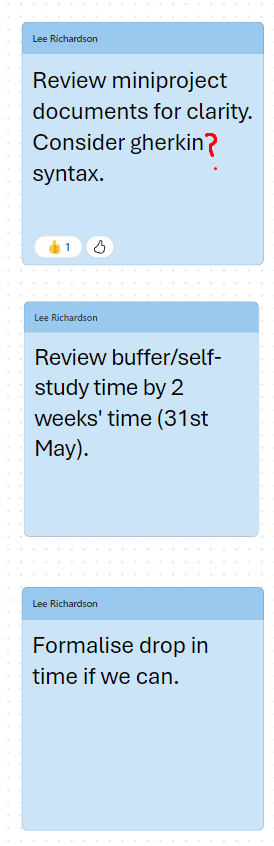 Lee Richardson
Review miniproject
documents for clarity.
Consider gherkin?
syntax.
👍 1
Lee Richardson
Review buffer/self-
study time by 2
weeks' time (31st
May).
Lee Richardson
Formalise drop in
time if we can.